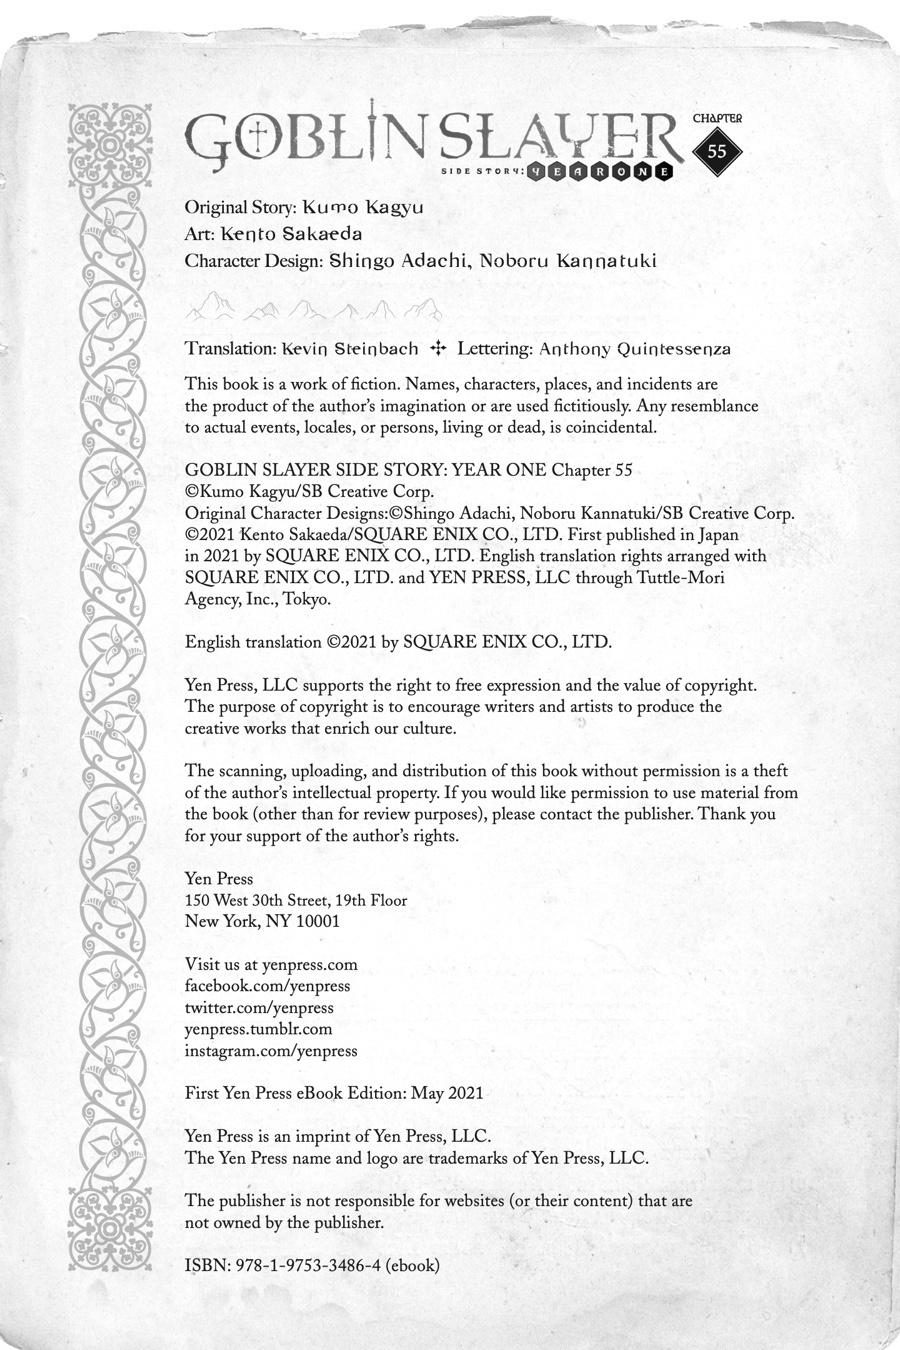 GOBLIN SLAYER
SIDE STORY: YEAR ONE
CHAPTER
55
Original Story: Kumo Kagyu
Art: Kento Sakaeda
Character Design: Shingo Adachi, Noboru Kannatuki
Translation: Kevin Steinbach ✣ Lettering: Anthony Quintessenza
This book is a work of fiction. Names, characters, places, and incidents are
the product of the author's imagination or are used fictitiously. Any resemblance
to actual events, locales, or persons, living or dead, is coincidental.
GOBLIN SLAYER SIDE STORY: YEAR ONE Chapter 55
©Kumo Kagyu/SB Creative Corp.
Original Character Designs:©Shingo Adachi, Noboru Kannatuki/SB Creative Corp.
©2021 Kento Sakaeda/SQUARE ENIX CO., LTD. First published in Japan
in 2021 by SQUARE ENIX CO., LTD. English translation rights arranged with
SQUARE ENIX CO., LTD. and YEN PRESS, LLC through Tuttle-Mori
Agency, Inc., Tokyo.
English translation ©2021 by SQUARE ENIX CO., LTD.
Yen Press, LLC supports the right to free expression and the value of copyright.
The purpose of copyright is to encourage writers and artists to produce the
creative works that enrich our culture.
The scanning, uploading, and distribution of this book without permission is a theft
of the author's intellectual property. If you would like permission to use material from
the book (other than for review purposes), please contact the publisher. Thank you
for your support of the author's rights.
Yen Press
150 West 30th Street, 19th Floor
New York, NY 10001
Visit us at yenpress.com
facebook.com/yenpress
twitter.com/yenpress
yenpress.tumblr.com
instagram.com/yenpress
First Yen Press eBook Edition: May 2021
Yen Press is an imprint of Yen Press, LLC.
The Yen Press name and logo are trademarks of Yen Press, LLC.
The publisher is not responsible for websites (or their content) that are
not owned by the publisher.
ISBN: 978-1-9753-3486-4 (ebook)